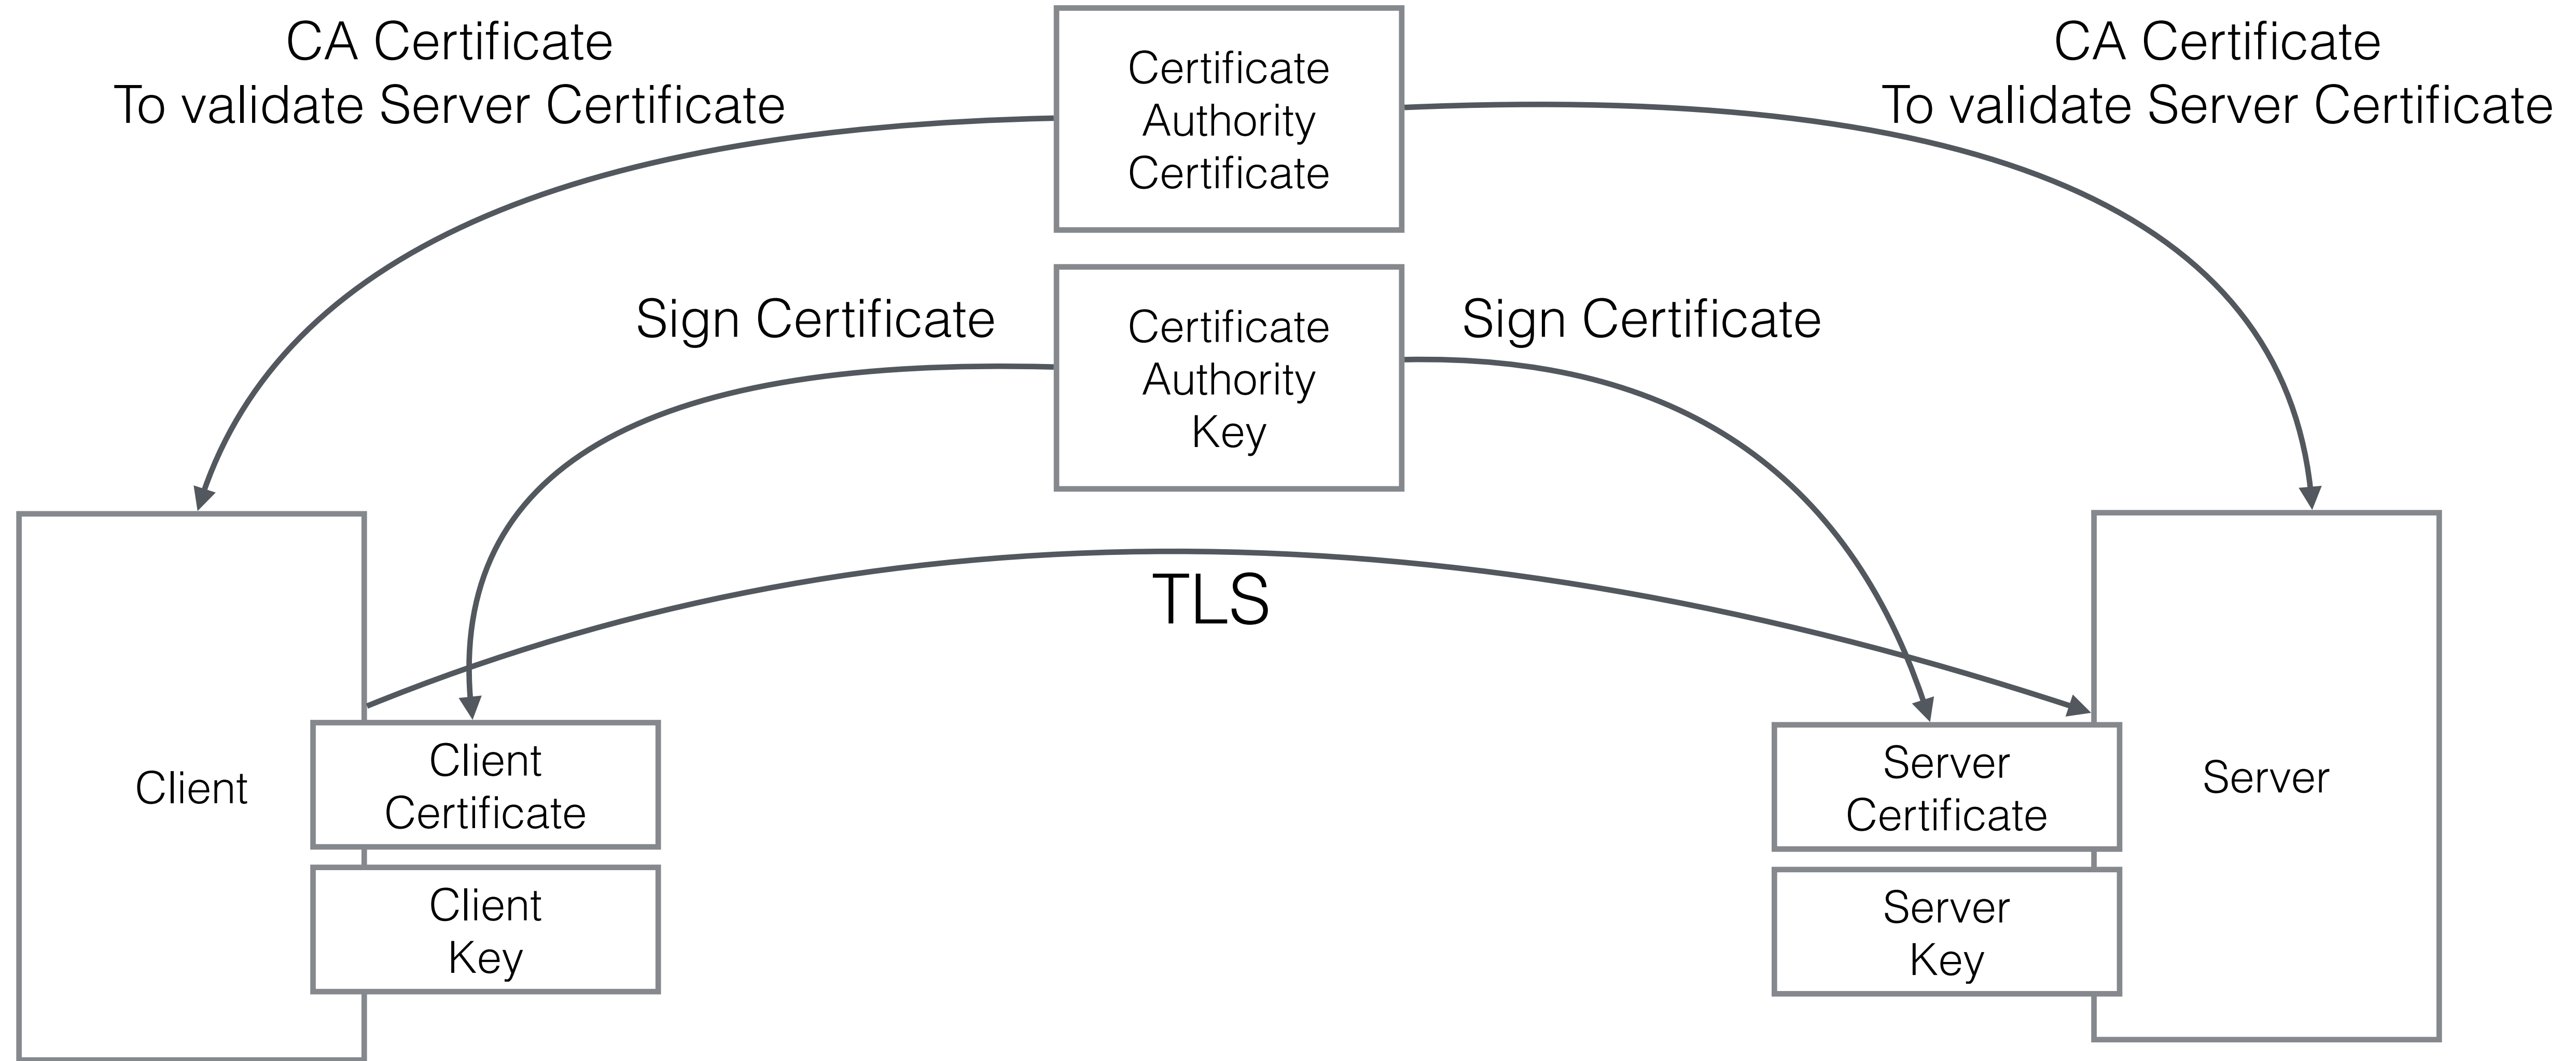 CA Certificate
To validate Server Certificate
Certificate
Authority
Certificate
CA Certificate
To validate Server Certificate
Sign Certificate
Certificate
Authority
Key
Sign Certificate
TLS
Client
Client
Certificate
Client
Key
Server
Certificate
Server
Key
Server